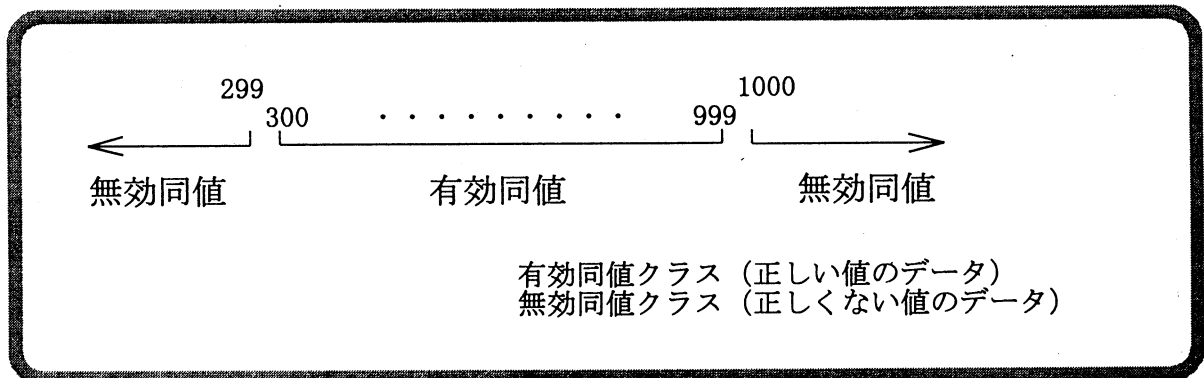 299 1000
300 ・・・・・・・・・ 999
無効同値 有効同値 無効同値
有効同値クラス（正しい値のデータ）
無効同値クラス（正しくない値のデータ）